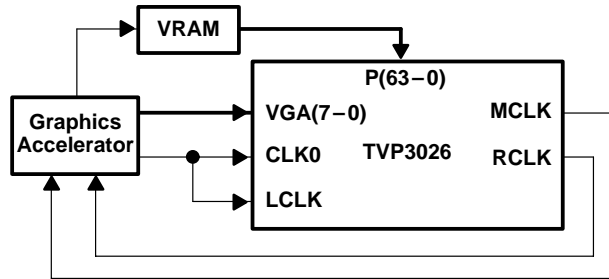 VRAM
P(63−0)
Graphics
Accelerator
VGA(7−0)
MCLK
CLK0
TVP3026
RCLK
LCLK